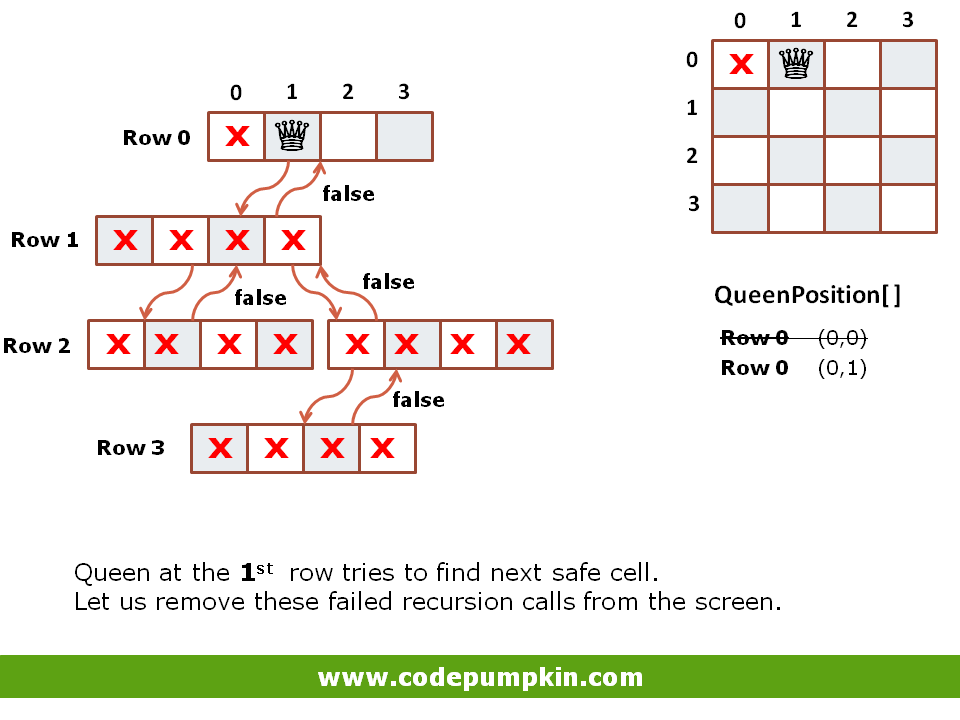 0 1 2 3
0 X
1
2
3
0 1 2 3
Row 0 X
false
Row 1 X X X X
false
false
Row 2 X X X X X X X X
false
Row 3 X X X X
QueenPosition[ ]
Row 0 (0,0)
Row 0 (0,1)
Queen at the 1st row tries to find next safe cell.
Let us remove these failed recursion calls from the screen.
www.codepumpkin.com